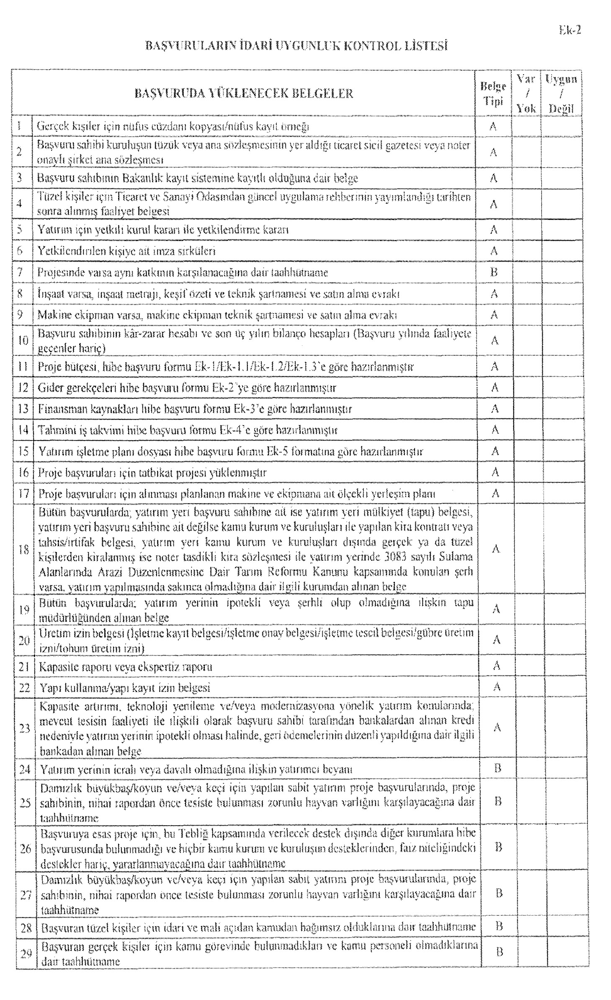 Ek-2
BAŞVURULARIN İDARİ UYGUNLUK KONTROL LİSTESİ
BAŞVURUDA YÜKLENECEK BELGELER
Belge
Tipi
Var
/
Yok
Uygun
/
Değil
1 Gerçek kişiler için nüfus cüzdanı kopyası/nüfus kayıt örneği A
2 Başvuru sahibi kuruluşun tüzük veya ana sözleşmesinin yer aldığı ticaret sicil gazetesi veya noter
onaylı şirket ana sözleşmesi A
3 Başvuru sahibinin Bakanlık kayıt sistemine kayıtlı olduğuna dair belge A
4 Tüzel kişiler için Ticaret ve Sanayi Odasından güncel uygulama rehberinin yayımlandığı tarihten
sonra alınmış faaliyet belgesi A
5 Yatırım için yetkili kurul kararı ile yetkilendirme kararı A
6 Yetkilendirilen kişiye ait imza sirküleri A
7 Projesinde varsa ayni katkının karşılanacağına dair taahhütname B
8 İnşaat varsa, inşaat metrajı, keşif özeti ve teknik şartnamesi ve satın alma evrakı A
9 Makine ekipman varsa, makine ekipman teknik şartnamesi ve satın alma evrakı A
10 Başvuru sahibinin kâr-zarar hesabı ve son üç yılın bilanço hesapları (Başvuru yılında faaliyete
geçenler hariç) A
11 Proje bütçesi, hibe başvuru formu Ek-1/Ek-1.1/Ek-1.2/Ek-1.3'e göre hazırlanmıştır A
12 Gider gerekçeleri hibe başvuru formu Ek-2'ye göre hazırlanmıştır A
13 Finansman kaynakları hibe başvuru formu Ek-3'e göre hazırlanmıştır A
14 Tahmini iş takvimi hibe başvuru formu Ek-4'e göre hazırlanmıştır A
15 Yatırım işletme planı dosyası hibe başvuru formu Ek-5 formatına göre hazırlanmıştır A
16 Proje başvuruları için tatbikat projesi yüklenmiştir A
17 Proje başvuruları için alınması planlanan makine ve ekipmana ait ölçekli yerleşim planı A
18 Bütün başvurularda; yatırım yeri başvuru sahibine ait ise yatırım yeri mülkiyet (tapu) belgesi,
yatırım yeri başvuru sahibine ait değilse kamu kurum ve kuruluşları ile yapılan kira kontratı veya
tahsis/irtifak belgesi, yatırım yeri kamu kurum ve kuruluşları dışında gerçek ya da tüzel
kişilerden kiralanmış ise noter tasdikli kira sözleşmesi ile yatırım yerinde 3083 sayılı Sulama
Alanlarında Arazi Düzenlenmesine Dair Tarım Reformu Kanunu kapsamında konulan şerh
varsa, yatırım yapılmasında sakınca olmadığına dair ilgili kurumdan alınan belge A
19 Bütün başvurularda; yatırım yerinin ipotekli veya şerhli olup olmadığına ilişkin tapu
müdürlüğünden alınan belge A
20 Üretim izin belgesi (İşletme kayıt belgesi/işletme onay belgesi/işletme tescil belgesi/gübre üretim
izni/tohum üretim izni) A
21 Kapasite raporu veya ekspertiz raporu A
22 Yapı kullanma/yapı kayıt izin belgesi A
23 Kapasite artırımı, teknoloji yenileme ve/veya modernizasyona yönelik yatırım konularında;
mevcut tesisin faaliyeti ile ilişkili olarak başvuru sahibi tarafından bankalardan alınan kredi
nedeniyle yatırım yerinin ipotekli olması halinde, geri ödemelerinin düzenli yapıldığına dair ilgili
bankadan alınan belge A
24 Yatırım yerinin icralı veya davalı olmadığına ilişkin yatırımcı beyanı B
25 Damızlık büyükbaş/koyun ve/veya keçi için yapılan sabit yatırım proje başvurularında, proje
sahibinin, nihai rapordan önce tesiste bulunması zorunlu hayvan varlığını karşılayacağına dair
taahhütname B
26 Başvuruya esas proje için, bu Tebliğ kapsamında verilecek destek dışında diğer kurumlara hibe
başvurusunda bulunmadığı ve hiçbir kamu kurum ve kuruluşun desteklerinden, faiz niteliğindeki
destekler hariç, yararlanmayacağına dair taahhütname B
27 Damızlık büyükbaş/koyun ve/veya keçi için yapılan sabit yatırım proje başvurularında, proje
sahibinin, nihai rapordan önce tesiste bulunması zorunlu hayvan varlığını karşılayacağına dair
taahhütname B
28 Başvuran tüzel kişiler için idari ve mali açıdan kamudan bağımsız olduklarına dair taahhütname B
29 Başvuran gerçek kişiler için kamu görevinde bulunmadıkları ve kamu personeli olmadıklarına
dair taahhütname B